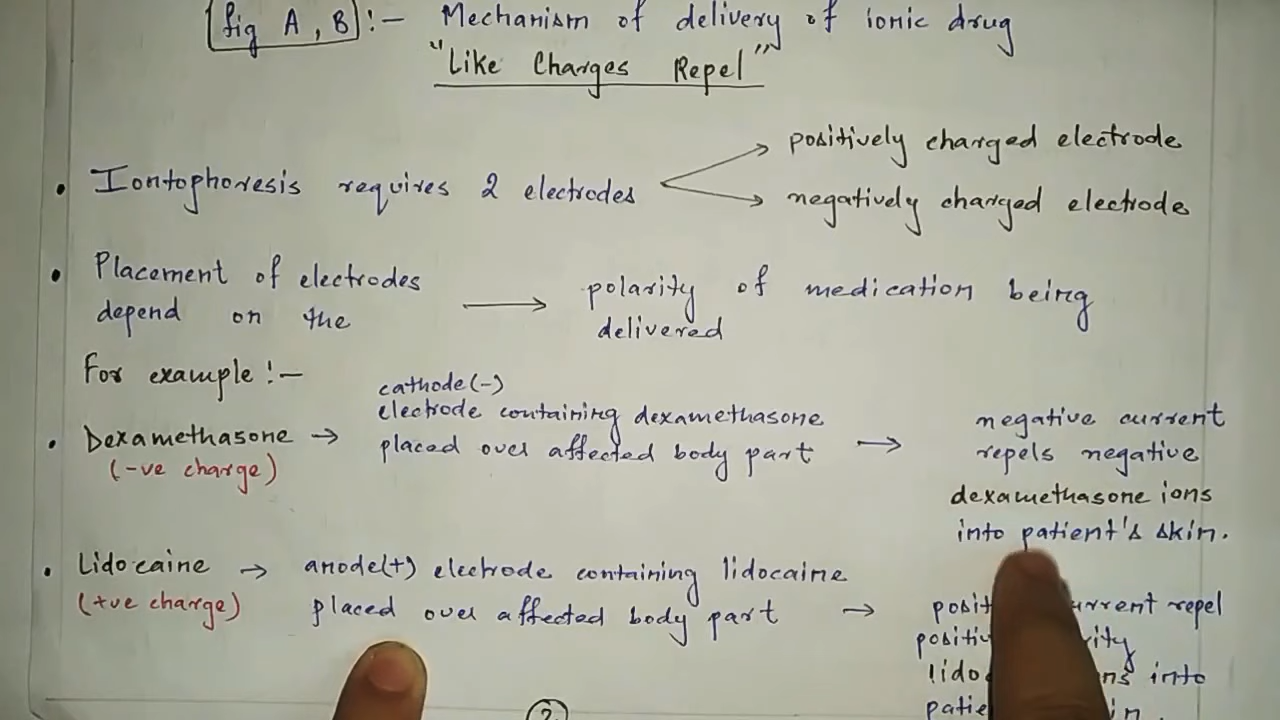 fig A, B :- Mechanism of delivery of ionic drug
"Like Charges Repel"
• Iontophoresis requires 2 electrodes
positively charged electrode
negatively charged electrode
• Placement of electrodes
depend on the
polarity of medication being
delivered
For example :-
• Dexamethasone →
(-ve charge)
cathode(-)
electrode containing dexamethasone
placed over affected body part →
negative current
repels negative
dexamethasone ions
into patient's skin.
• Lidocaine →
(+ve charge)
anode(+) electrode containing lidocaine
placed over affected body part →
repel
into
2